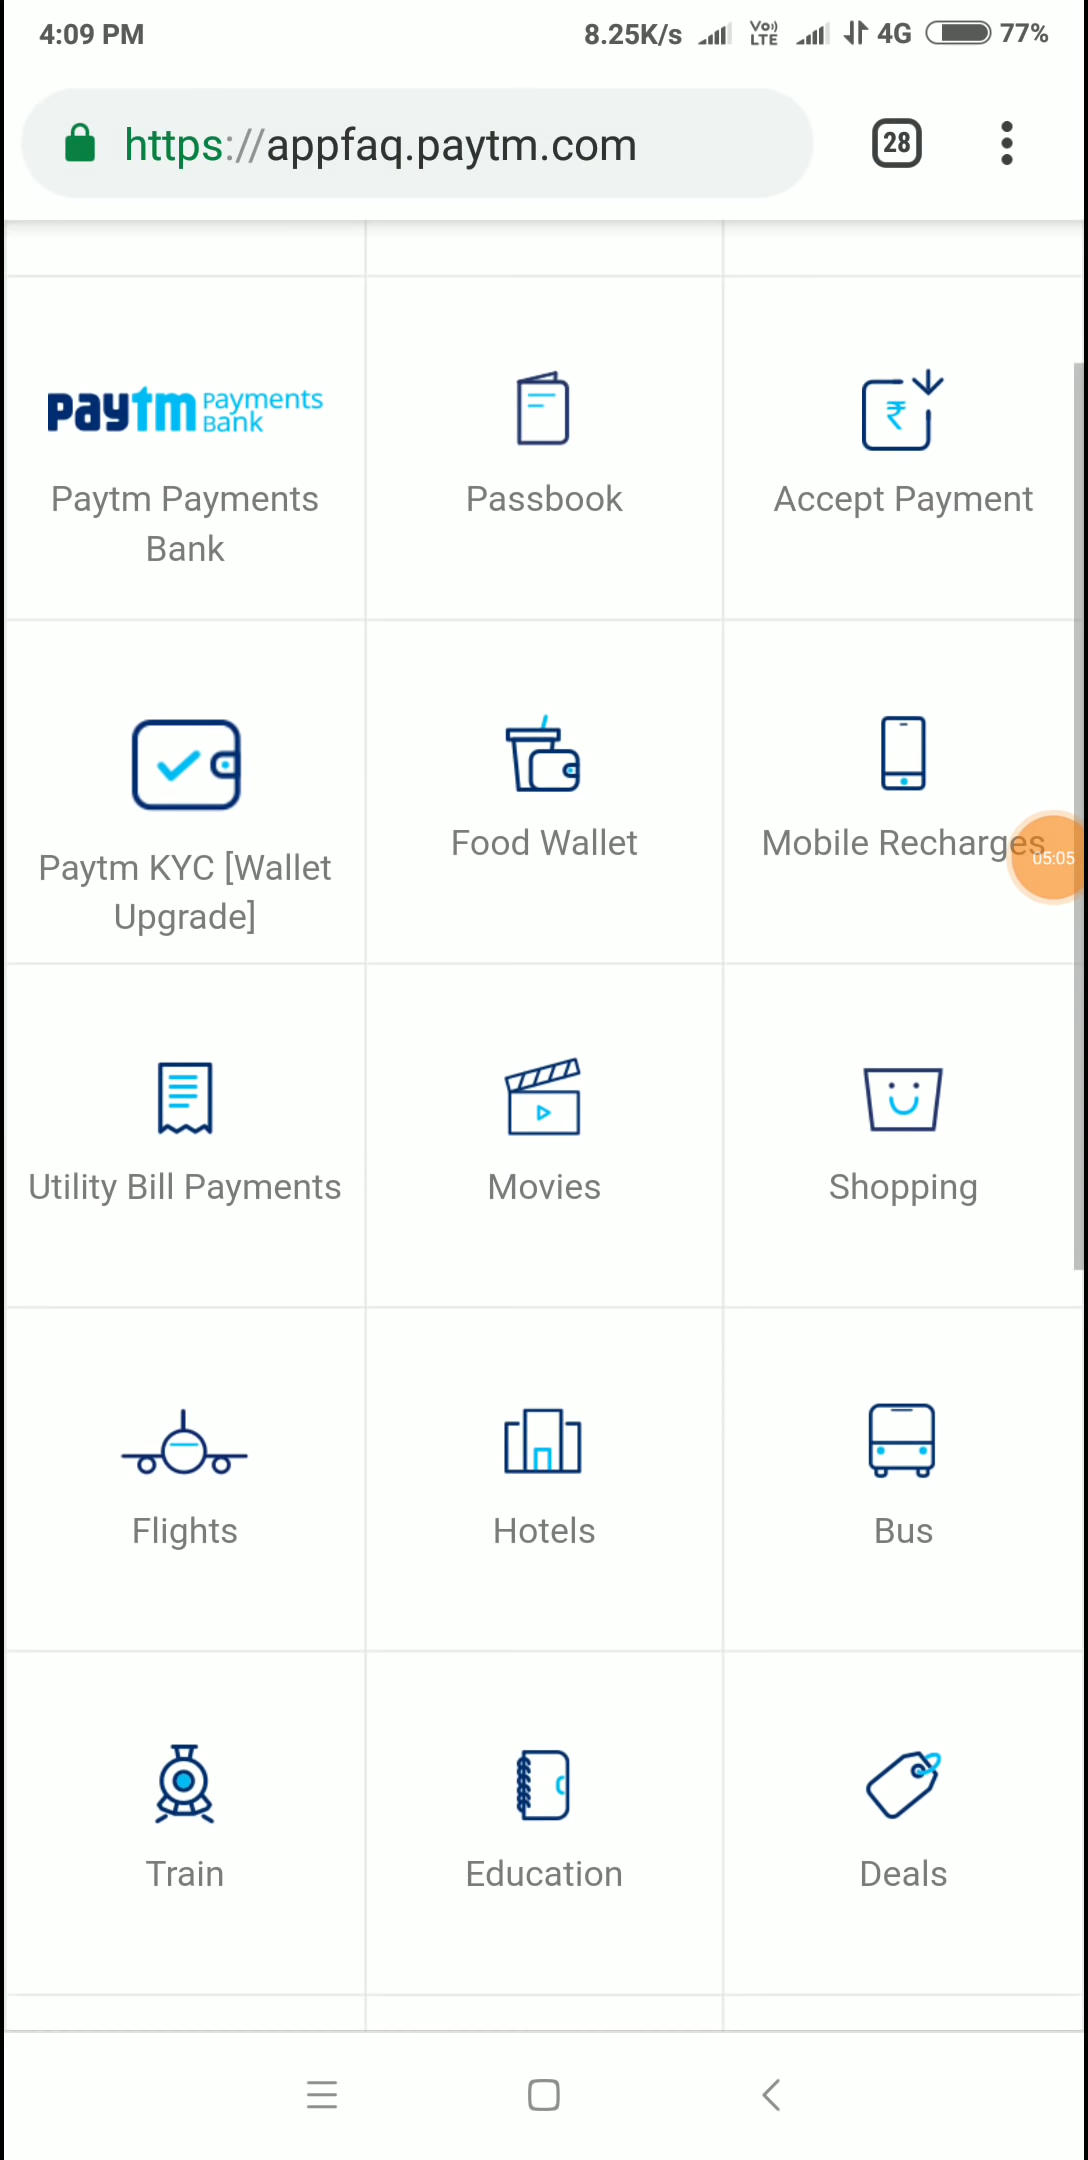 4:09 PM 8.25K/s Vo)) LTE 4G 77%
https://appfaq.paytm.com 28
paytm Payments Bank
Paytm Payments Bank
Passbook
Accept Payment
₹
Paytm KYC [Wallet Upgrade]
Food Wallet
Mobile Recharges
05:05
Utility Bill Payments
Movies
Shopping
Flights
Hotels
Bus
Train
Education
Deals